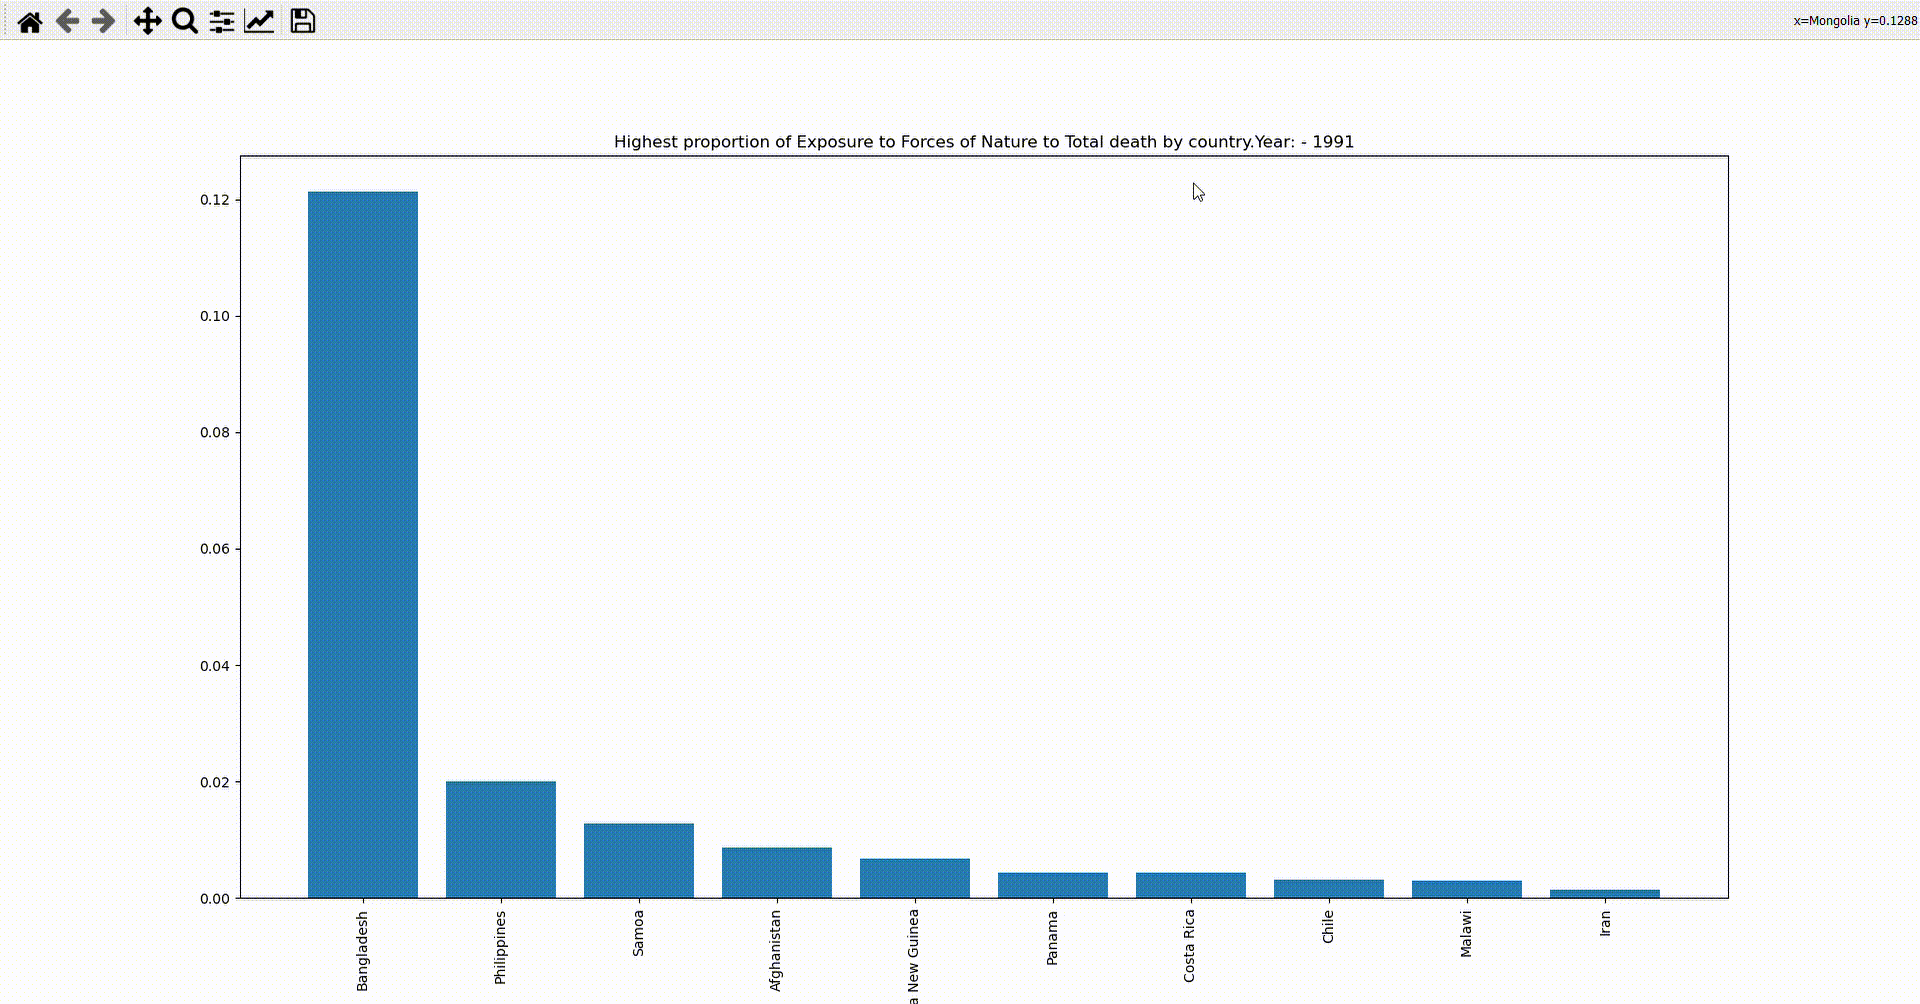 x=Mongolia y=0.1288
Highest proportion of Exposure to Forces of Nature to Total death by country.Year: - 1991
0.12
0.10
0.08
0.06
0.04
0.02
0.00
Bangladesh
Philippines
Samoa
Afghanistan
a New Guinea
Panama
Costa Rica
Chile
Malawi
Iran